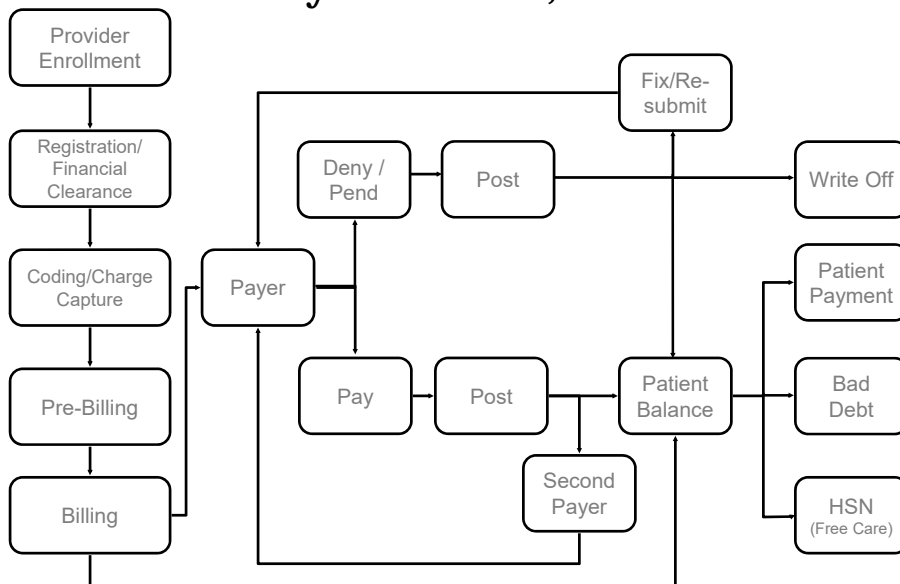 Provider
Enrollment
Fix/Re-
submit
Registration/
Financial
Clearance
Deny /
Pend
Post
Write Off
Coding/Charge
Capture
Payer
Patient
Payment
Pre-Billing
Pay
Post
Patient
Balance
Bad
Debt
Billing
Second
Payer
HSN
(Free Care)